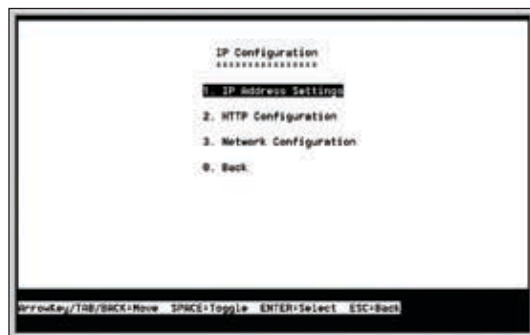 IP Configuration
****************
1. IP Address Settings
2. HTTP Configuration
3. Network Configuration
0. Back
ArrowKey/TAB/BACK=Move SPACE=Toggle ENTER=Select ESC=Back